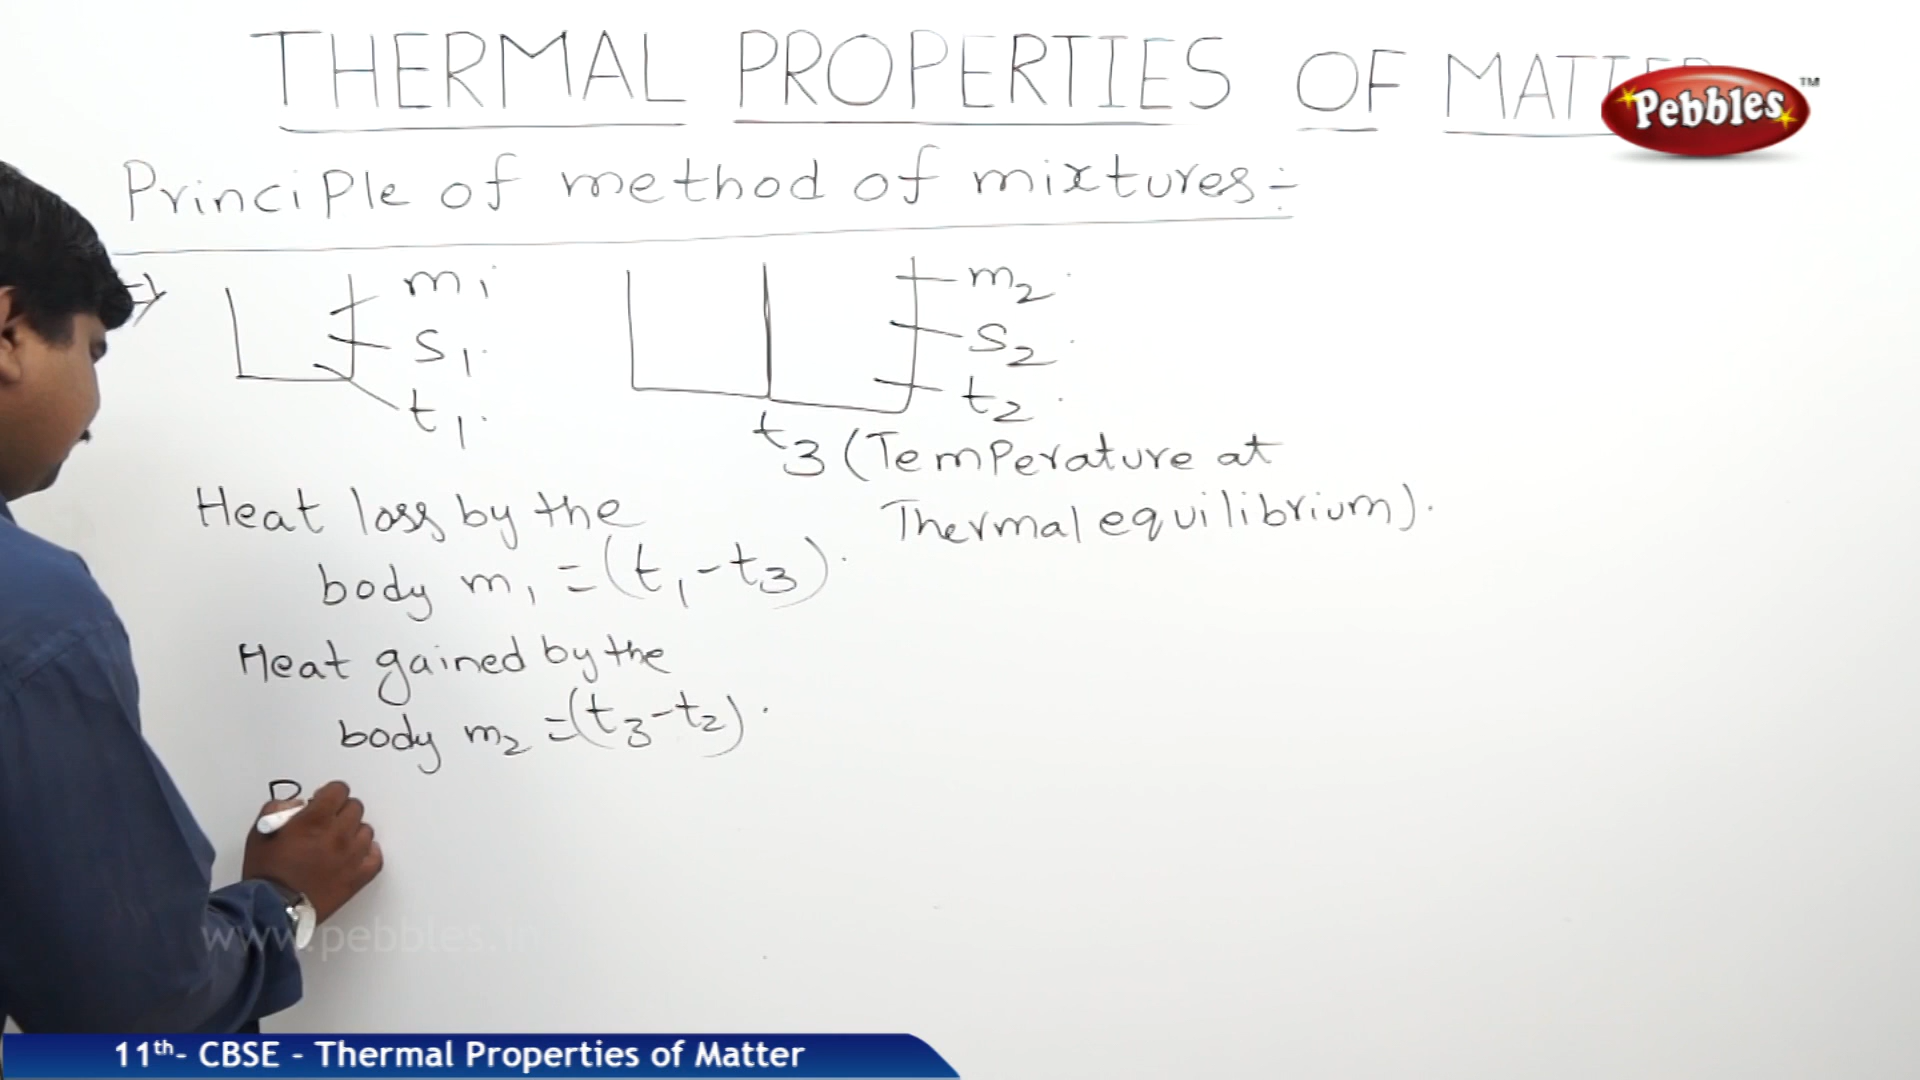 THERMAL PROPERTIES OF MATTER
Pebbles™
Principle of method of mixtures:-
⇒
m1
s1.
t1.
m2.
s2.
t2.
t3 (Temperature at
Thermal equilibrium).
Heat loss by the
body m1 = (t1 - t3).
Heat gained by the
body m2 = (t3 - t2).
www.pebbles.in
11th- CBSE - Thermal Properties of Matter